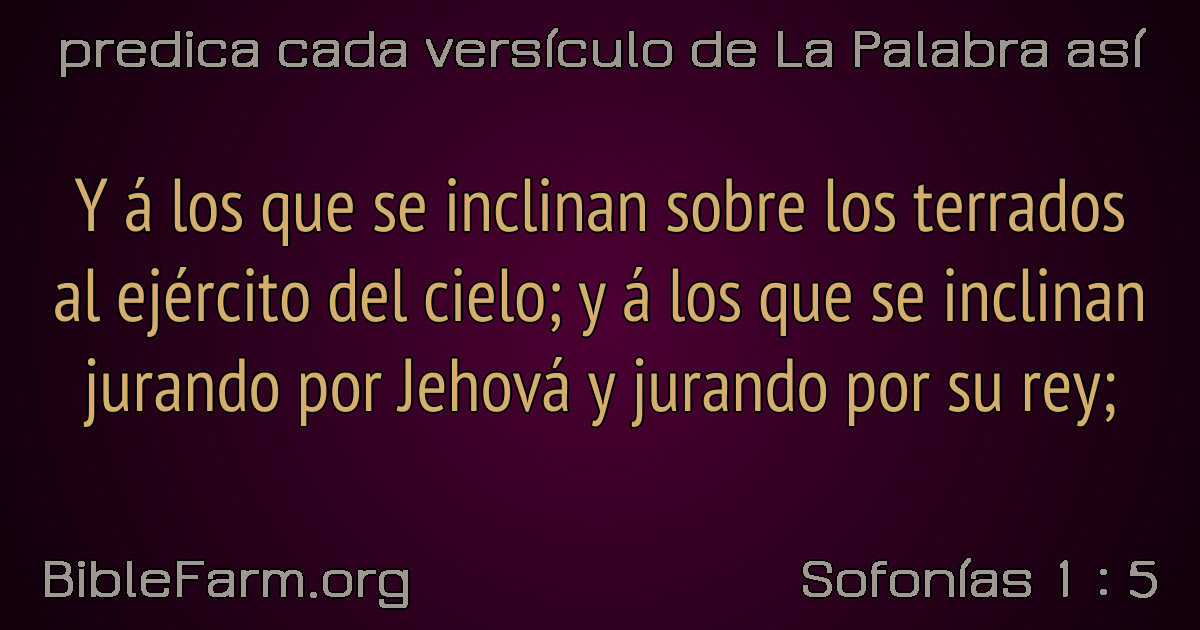 predica cada versículo de La Palabra así
Y á los que se inclinan sobre los terrados
al ejército del cielo; y á los que se inclinan
jurando por Jehová y jurando por su rey;
BibleFarm.org
Sofonías 1 : 5